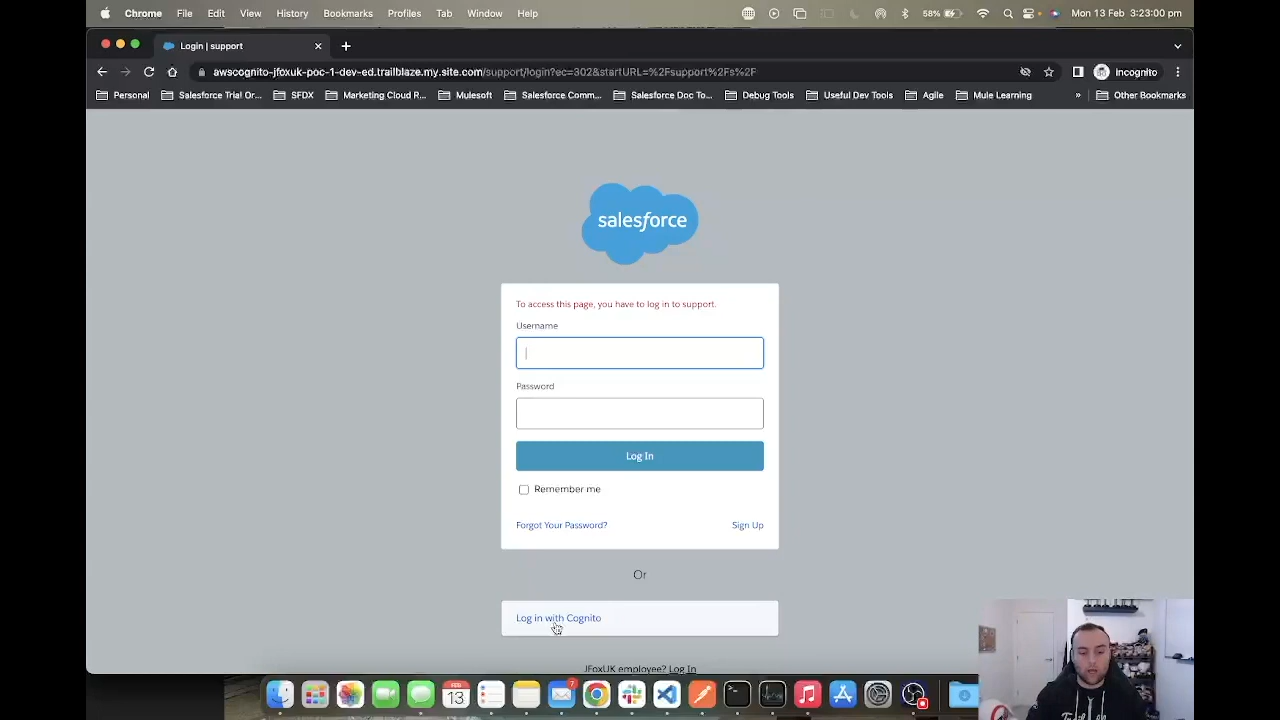 Chrome File Edit View History Bookmarks Profiles Tab Window Help 58% Mon 13 Feb 3:23:00 pm
Login | support
awscognito-jfoxuk-poc-1-dev-ed.trailblaze.my.site.com/support/login?ec=302&startURL=%2Fsupport%2Fs%2F Incognito
Personal Salesforce Trial Or... SFDX Marketing Cloud R... Mulesoft Salesforce Comm... Salesforce Doc To... Debug Tools Useful Dev Tools Agile Mule Learning » Other Bookmarks
salesforce
To access this page, you have to log in to support.
Username
Password
Log In
Remember me
Forgot Your Password? Sign Up
Or
Log in with Cognito
JFoxUK employee? Log In
FEB
13
7